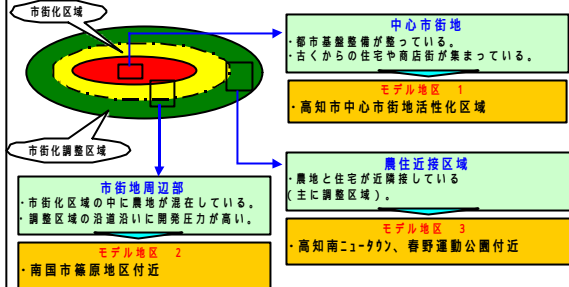 市街化区域
中心市街地
・都市基盤整備が整っている。
・古くからの住宅や商店街が集まっている。
モデル地区 1
・高知市中心市街地活性化区域
市街化調整区域
農住近接区域
・農地と住宅が近隣接している
(主に調整区域)。
モデル地区 3
・高知南ニュータウン、春野運動公園付近
市街地周辺部
・市街化区域の中に農地が混在している。
・調整区域の沿道沿いに開発圧力が高い。
モデル地区 2
・南国市篠原地区付近